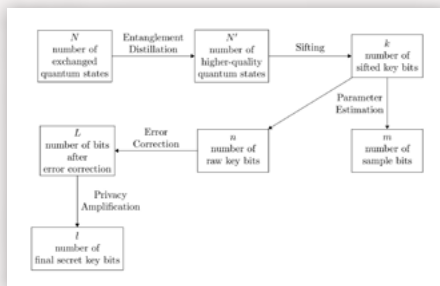 N
number of
exchanged
quantum states
Entanglement
Distillation
N'
number of
higher-quality
quantum states
Sifting
k
number of
sifted key bits
Parameter
Estimation
L
number of bits
after
error correction
Error
Correction
n
number of
raw key bits
m
number of
sample bits
Privacy
Amplification
l
number of
final secret key bits